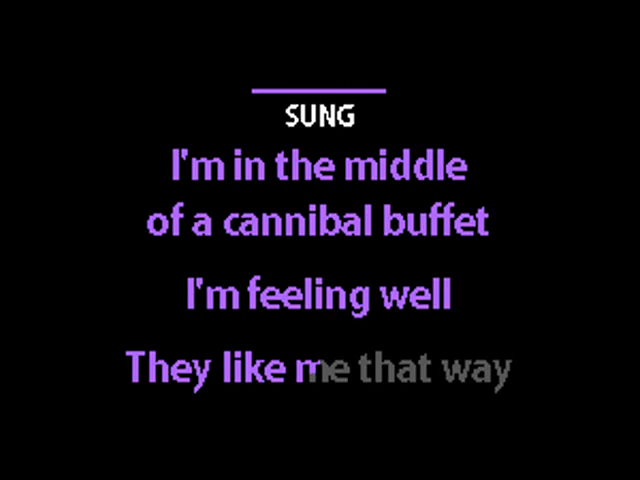 SUNG
I'm in the middle
of a cannibal buffet
I'm feeling well
They like me that way